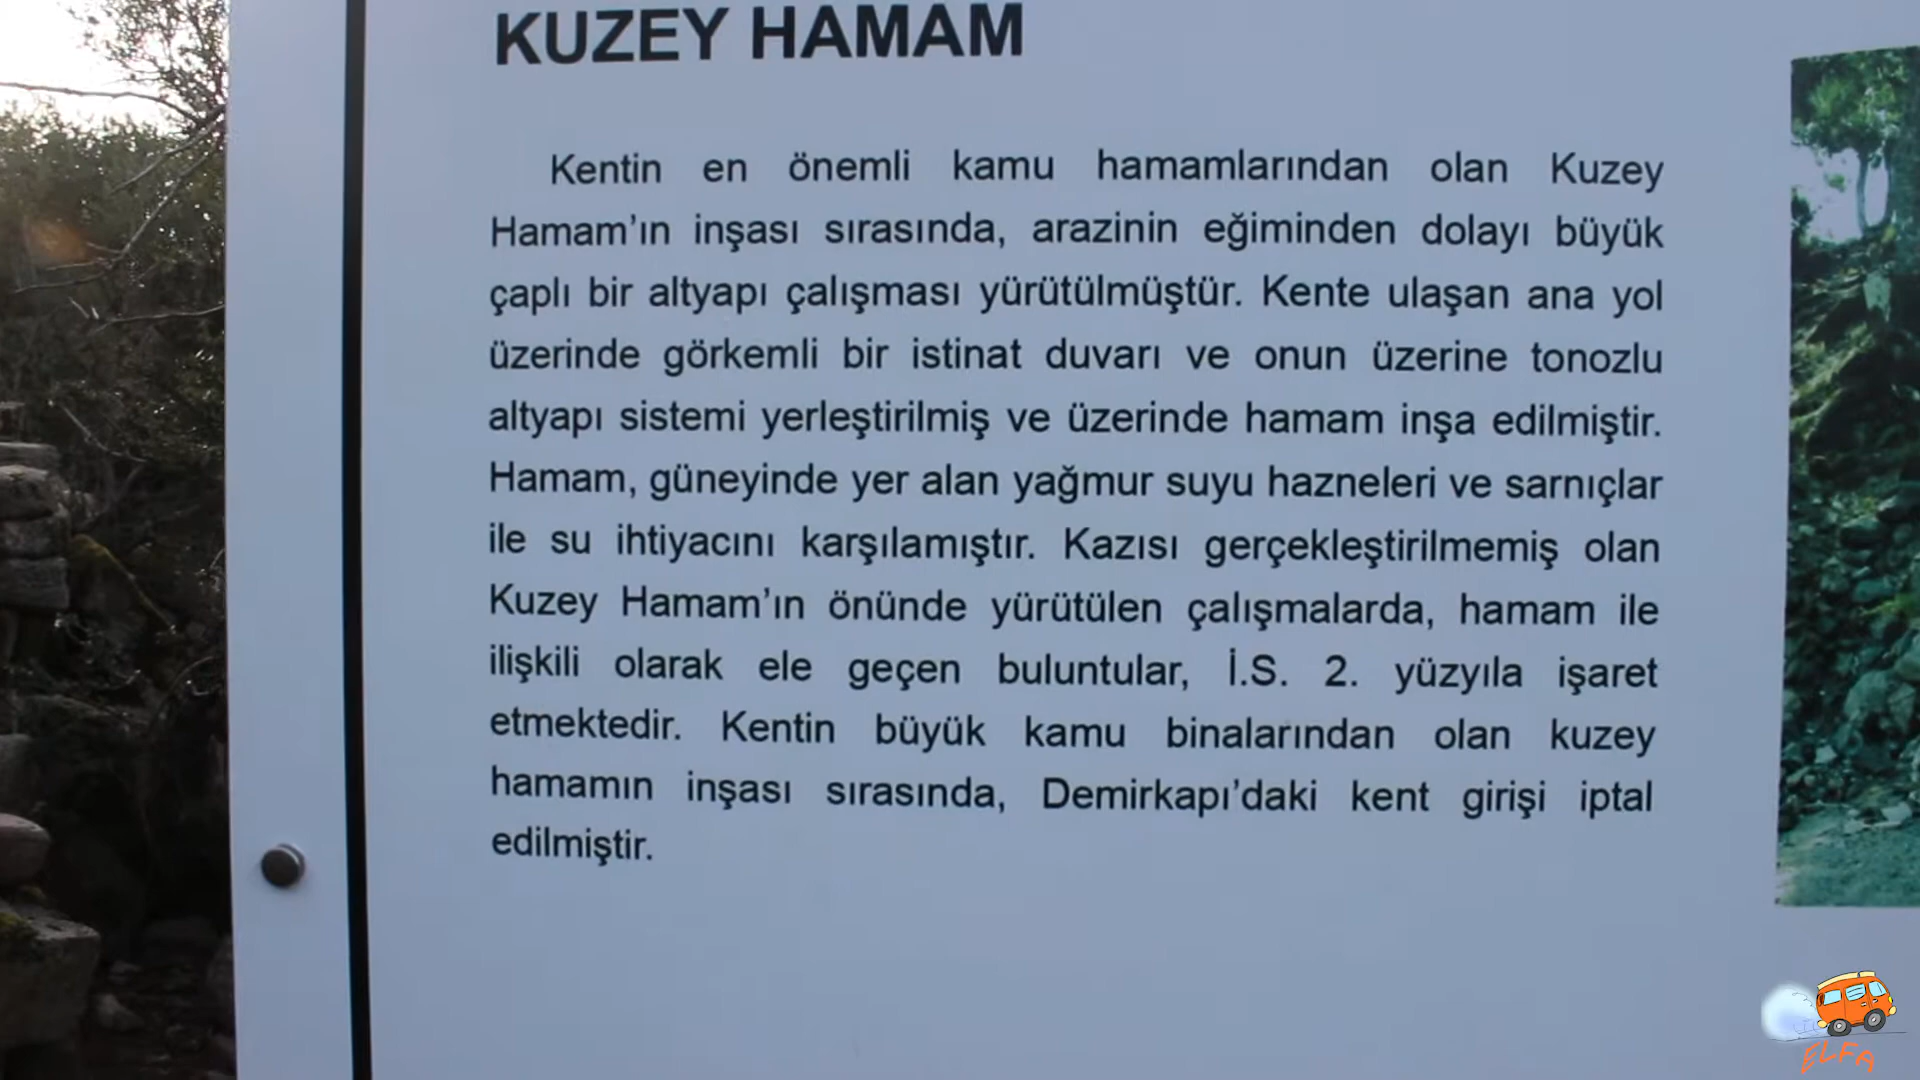 KUZEY HAMAM
Kentin en önemli kamu hamamlarından olan Kuzey
Hamam'ın inşası sırasında, arazinin eğiminden dolayı büyük
çaplı bir altyapı çalışması yürütülmüştür. Kente ulaşan ana yol
üzerinde görkemli bir istinat duvarı ve onun üzerine tonozlu
altyapı sistemi yerleştirilmiş ve üzerinde hamam inşa edilmiştir.
Hamam, güneyinde yer alan yağmur suyu hazneleri ve sarnıçlar
ile su ihtiyacını karşılamıştır. Kazısı gerçekleştirilmemiş olan
Kuzey Hamam'ın önünde yürütülen çalışmalarda, hamam ile
ilişkili olarak ele geçen buluntular, İ.S. 2. yüzyıla işaret
etmektedir. Kentin büyük kamu binalarından olan kuzey
hamamın inşası sırasında, Demirkapı'daki kent girişi iptal
edilmiştir.
ELFA